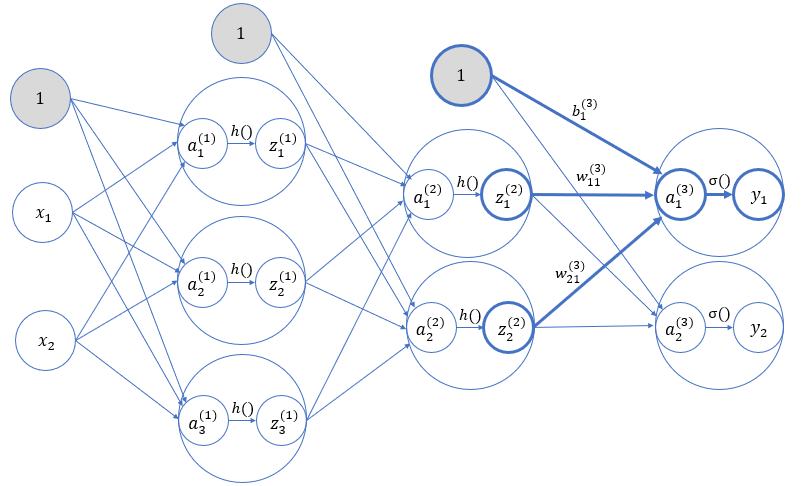 1
1
1
x₁
x₂
a₁⁽¹⁾ h() z₁⁽¹⁾
a₂⁽¹⁾ h() z₂⁽¹⁾
a₃⁽¹⁾ h() z₃⁽¹⁾
a₁⁽²⁾ h() z₁⁽²⁾
a₂⁽²⁾ h() z₂⁽²⁾
b₁⁽³⁾
w₁₁⁽³⁾
w₂₁⁽³⁾
a₁⁽³⁾ σ() y₁
a₂⁽³⁾ σ() y₂